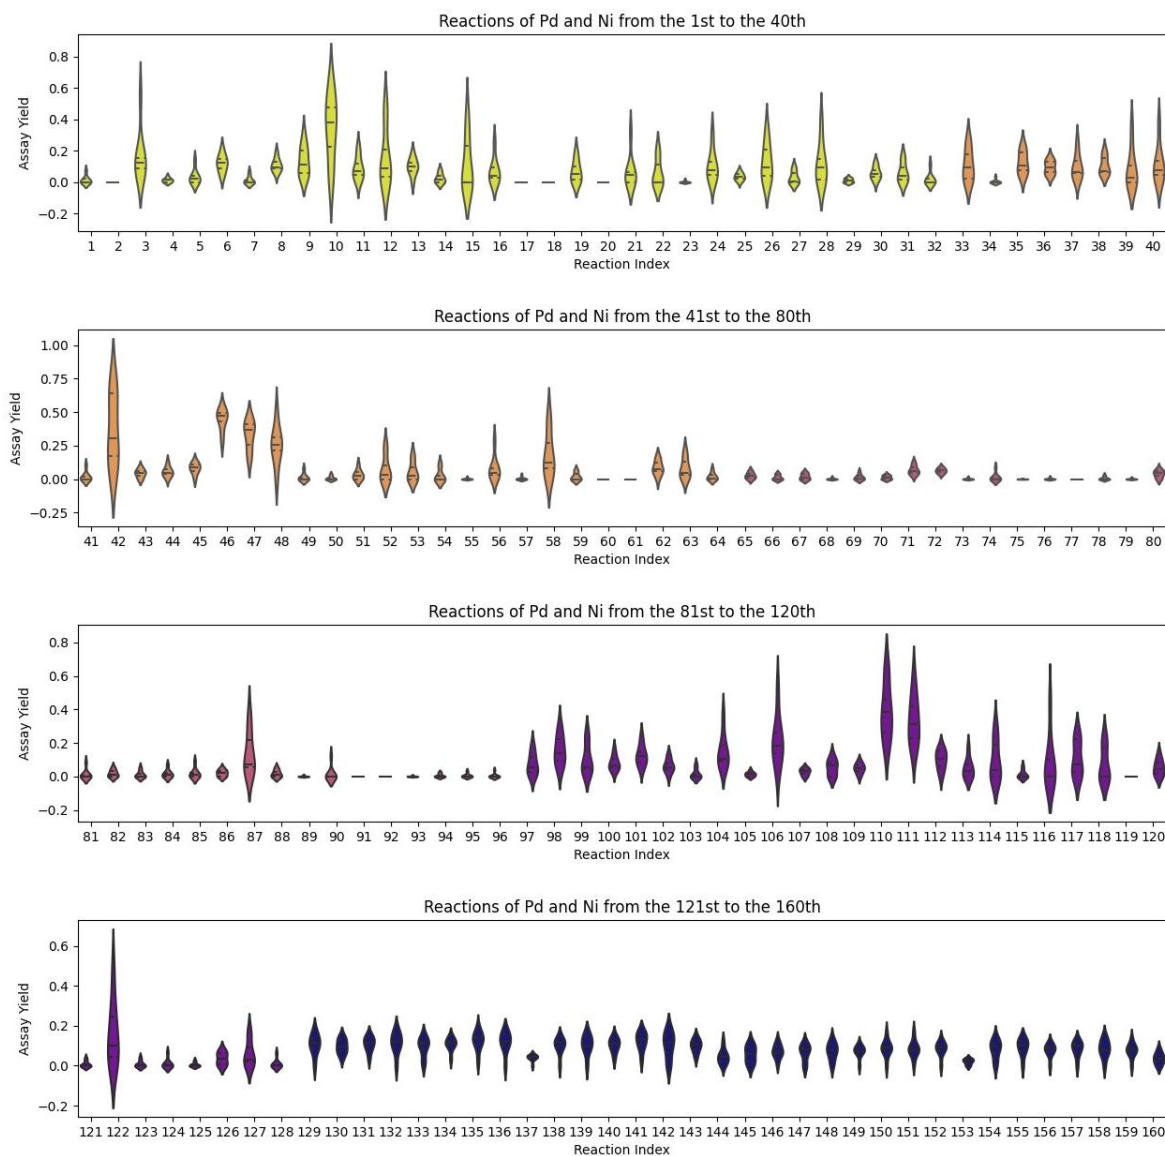 Reactions of Pd and Ni from the 1st to the 40th
Assay Yield
0.8
0.6
0.4
0.2
0.0
−0.2
1 2 3 4 5 6 7 8 9 10 11 12 13 14 15 16 17 18 19 20 21 22 23 24 25 26 27 28 29 30 31 32 33 34 35 36 37 38 39 40
Reaction Index
Reactions of Pd and Ni from the 41st to the 80th
Assay Yield
1.00
0.75
0.50
0.25
0.00
−0.25
41 42 43 44 45 46 47 48 49 50 51 52 53 54 55 56 57 58 59 60 61 62 63 64 65 66 67 68 69 70 71 72 73 74 75 76 77 78 79 80
Reaction Index
Reactions of Pd and Ni from the 81st to the 120th
Assay Yield
0.8
0.6
0.4
0.2
0.0
−0.2
81 82 83 84 85 86 87 88 89 90 91 92 93 94 95 96 97 98 99 100 101 102 103 104 105 106 107 108 109 110 111 112 113 114 115 116 117 118 119 120
Reaction Index
Reactions of Pd and Ni from the 121st to the 160th
Assay Yield
0.6
0.4
0.2
0.0
−0.2
121 122 123 124 125 126 127 128 129 130 131 132 133 134 135 136 137 138 139 140 141 142 143 144 145 146 147 148 149 150 151 152 153 154 155 156 157 158 159 160
Reaction Index